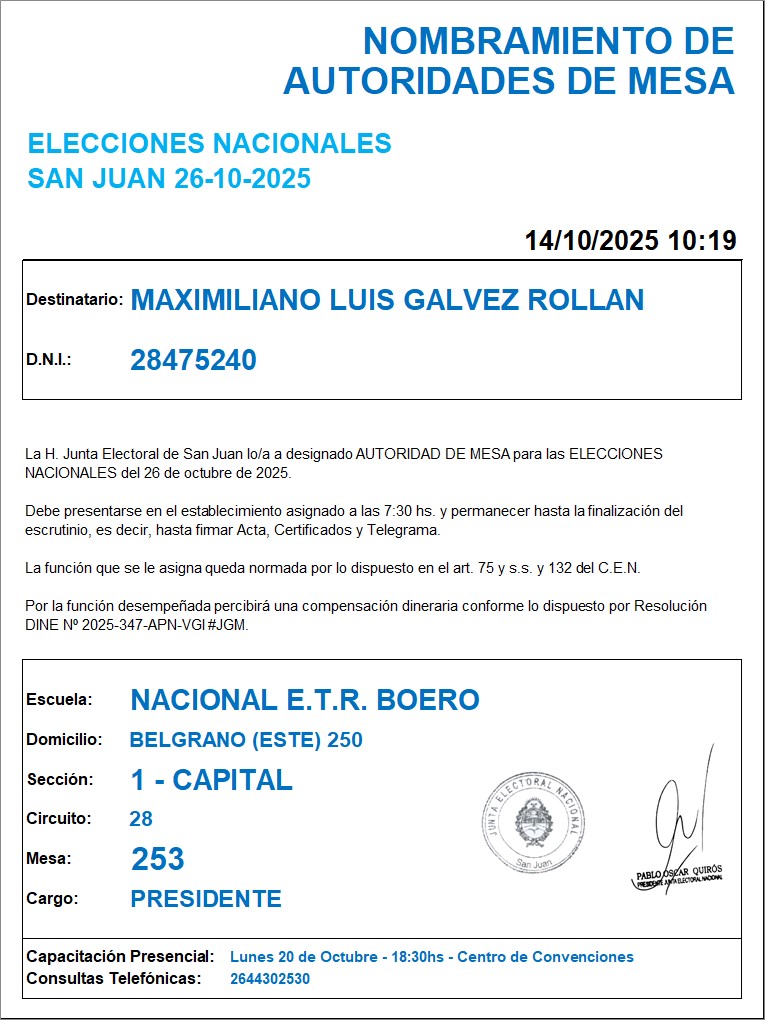 NOMBRAMIENTO DE
AUTORIDADES DE MESA
ELECCIONES NACIONALES
SAN JUAN 26-10-2025
14/10/2025 10:19
Destinatario: MAXIMILIANO LUIS GALVEZ ROLLAN
D.N.I.: 28475240
La H. Junta Electoral de San Juan lo/a a designado AUTORIDAD DE MESA para las ELECCIONES
NACIONALES del 26 de octubre de 2025.
Debe presentarse en el establecimiento asignado a las 7:30 hs. y permanecer hasta la finalización del
escrutinio, es decir, hasta firmar Acta, Certificados y Telegrama.
La función que se le asigna queda normada por lo dispuesto en el art. 75 y s.s. y 132 del C.E.N.
Por la función desempeñada percibirá una compensación dineraria conforme lo dispuesto por Resolución
DINE Nº 2025-347-APN-VGI#JGM.
Escuela: NACIONAL E.T.R. BOERO
Domicilio: BELGRANO (ESTE) 250
Sección: 1 - CAPITAL
Circuito: 28
Mesa: 253
Cargo: PRESIDENTE
JUNTA ELECTORAL NACIONAL
San Juan
PABLO OSCAR QUIRÓS
PRESIDENTE JUNTA ELECTORAL NACIONAL
Capacitación Presencial: Lunes 20 de Octubre - 18:30hs - Centro de Convenciones
Consultas Telefónicas: 2644302530